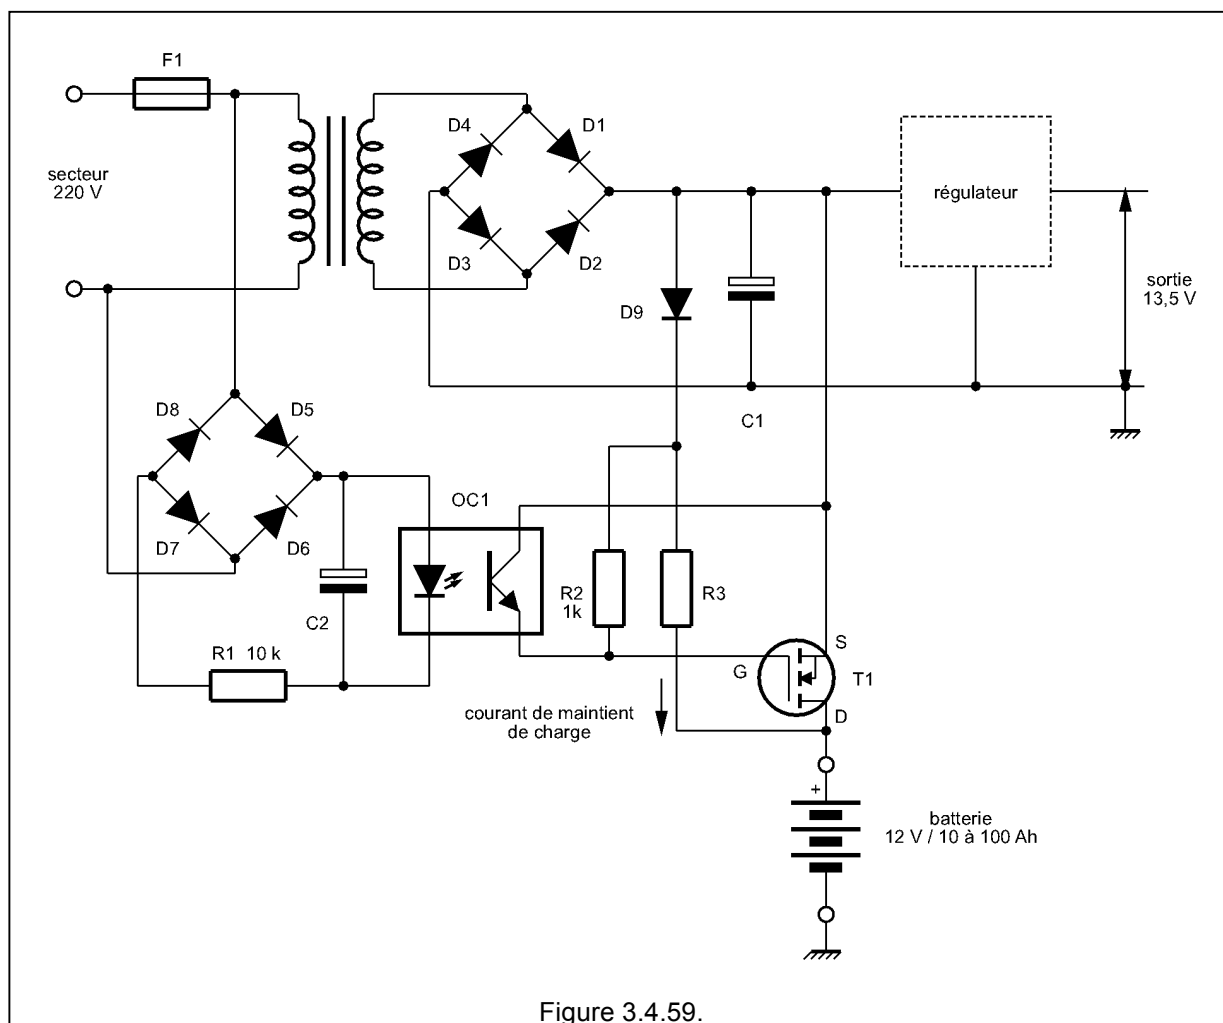 F1
secteur
220 V
D4
D1
D3
D2
régulateur
sortie
13,5 V
D9
C1
D8
D5
D7
D6
C2
OC1
R1 10 k
R2
1k
R3
G
S
T1
D
courant de maintient
de charge
+
batterie
12 V / 10 à 100 Ah
Figure 3.4.59.